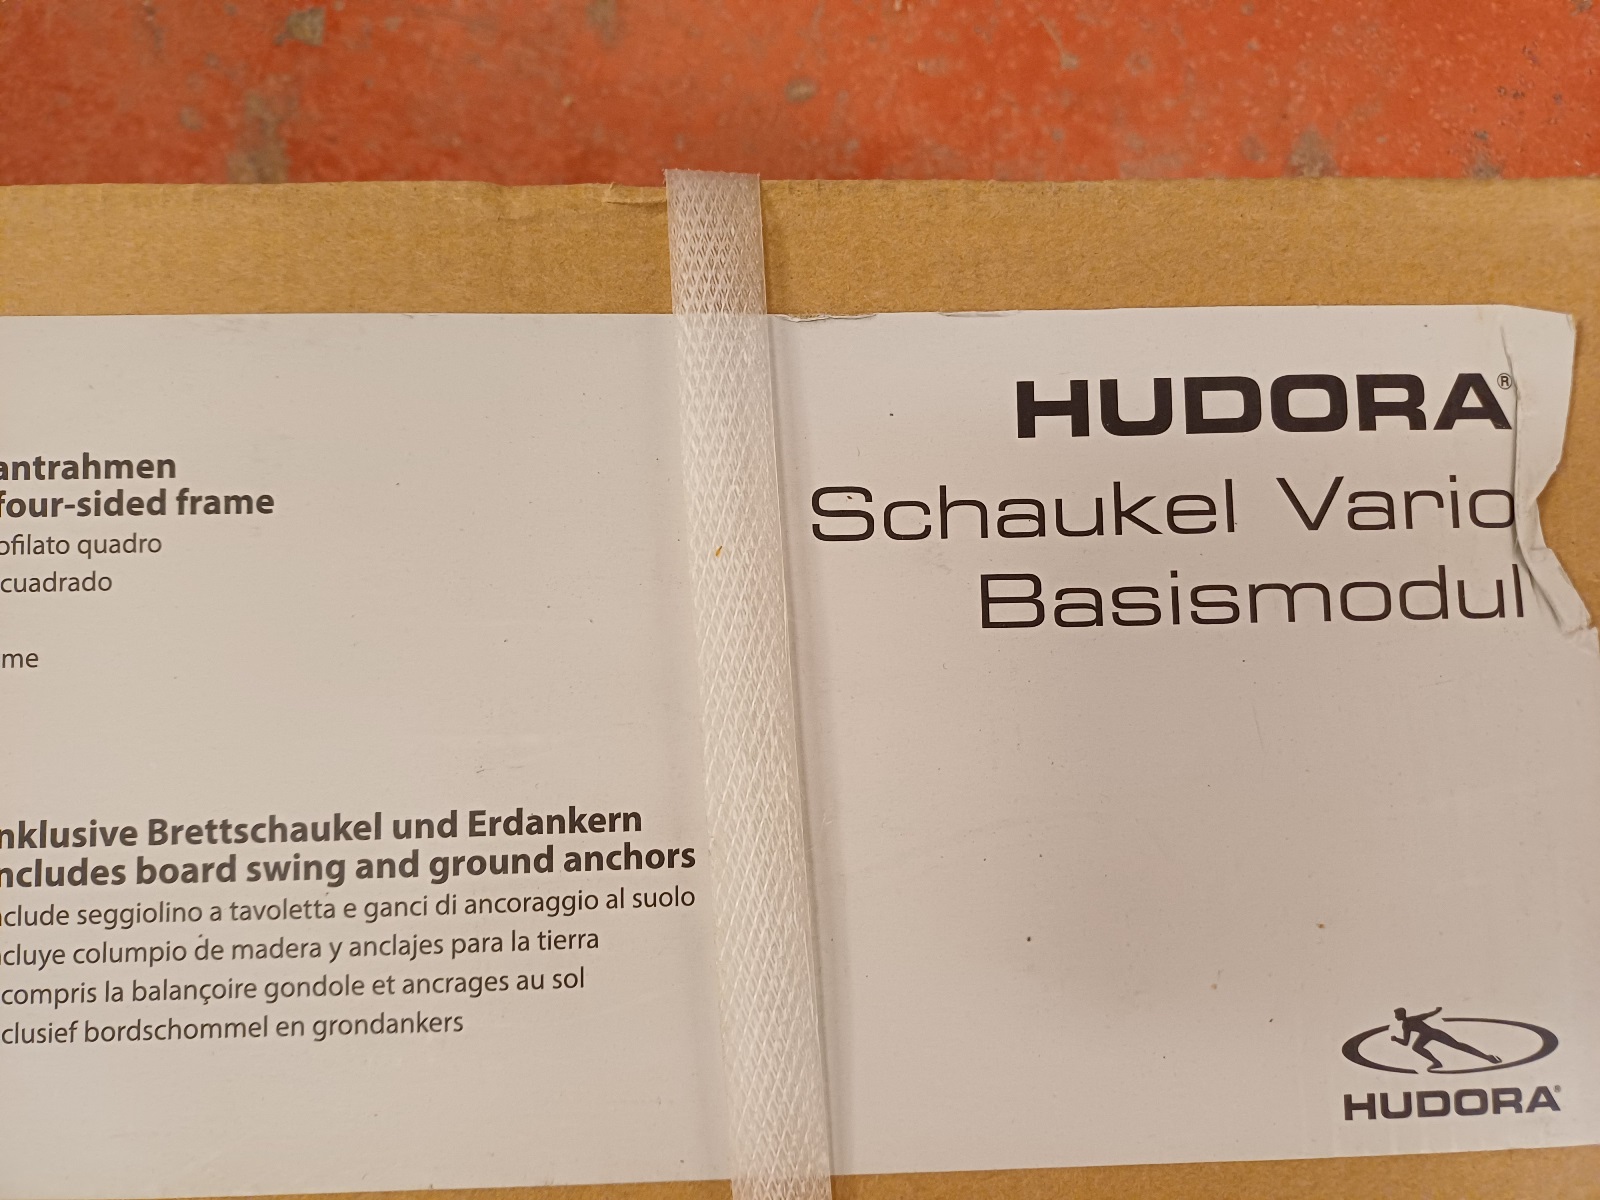 antrahmen
four-sided frame
ofilato quadro
cuadrado
me
nklusive Brettschaukel und Erdankern
ncludes board swing and ground anchors
clude seggiolino a tavoletta e ganci di ancoraggio al suolo
cluye columpio de madera y anclajes para la tierra
compris la balançoire gondole et ancrages au sol
clusief bordschommel en grondankers
HUDORA®
Schaukel Vario
Basismodul
HUDORA®